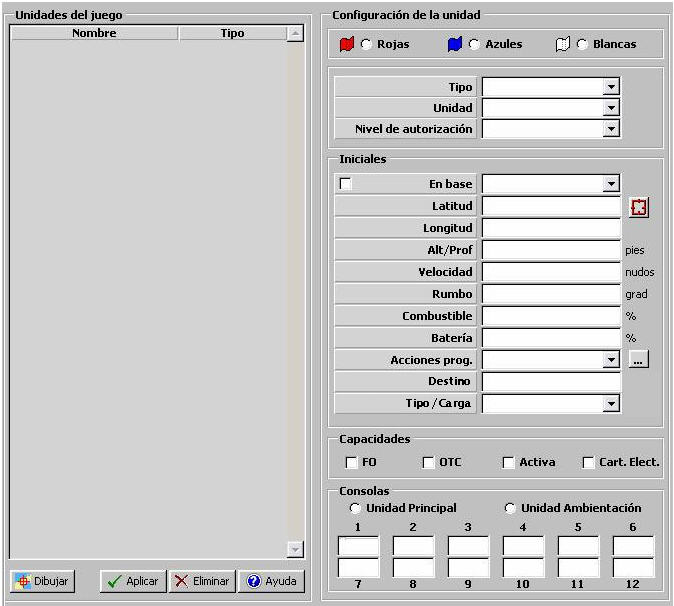 Unidades del juego
Nombre Tipo
Dibujar Aplicar Eliminar Ayuda
Configuración de la unidad
Rojas Azules Blancas
Tipo
Unidad
Nivel de autorización
Iniciales
En base
Latitud
Longitud
Alt/Prof pies
Velocidad nudos
Rumbo grad
Combustible %
Batería %
Acciones prog. ...
Destino
Tipo / Carga
Capacidades
FO OTC Activa Cart. Elect.
Consolas
Unidad Principal Unidad Ambientación
1 2 3 4 5 6
7 8 9 10 11 12